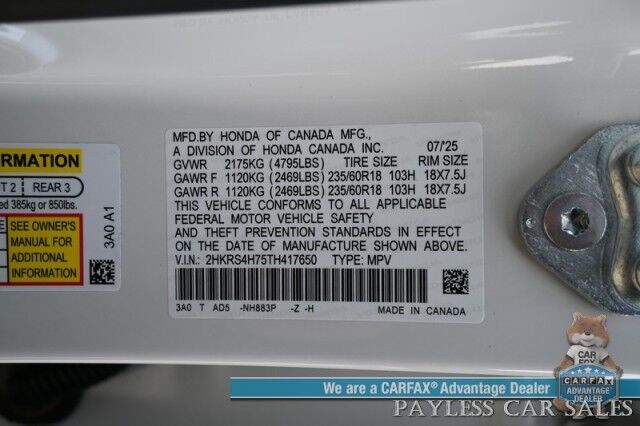 MFD.BY HONDA OF CANADA MFG.,
A DIVISION OF HONDA CANADA INC. 07/25
GVWR 2175KG (4795LBS) TIRE SIZE RIM SIZE
GAWR F 1120KG (2469LBS) 235/60R18 103H 18X7.5J
GAWR R 1120KG (2469LBS) 235/60R18 103H 18X7.5J
THIS VEHICLE CONFORMS TO ALL APPLICABLE
FEDERAL MOTOR VEHICLE SAFETY
AND THEFT PREVENTION STANDARDS IN EFFECT
ON THE DATE OF MANUFACTURE SHOWN ABOVE.
V.I.N.: 2HKRS4H75TH417650 TYPE: MPV
3A0 T AD5 -NH883P -Z -H MADE IN CANADA
ORMATION
T 2 REAR 3
ed 385kg or 850lbs.
SEE OWNER'S
MANUAL FOR
ADDITIONAL
INFORMATION
3A0 A1
We are a CARFAX® Advantage Dealer
CAR
FOX
CARFAX
ADVANTAGE
DEALER
PAYLESS CAR SALES